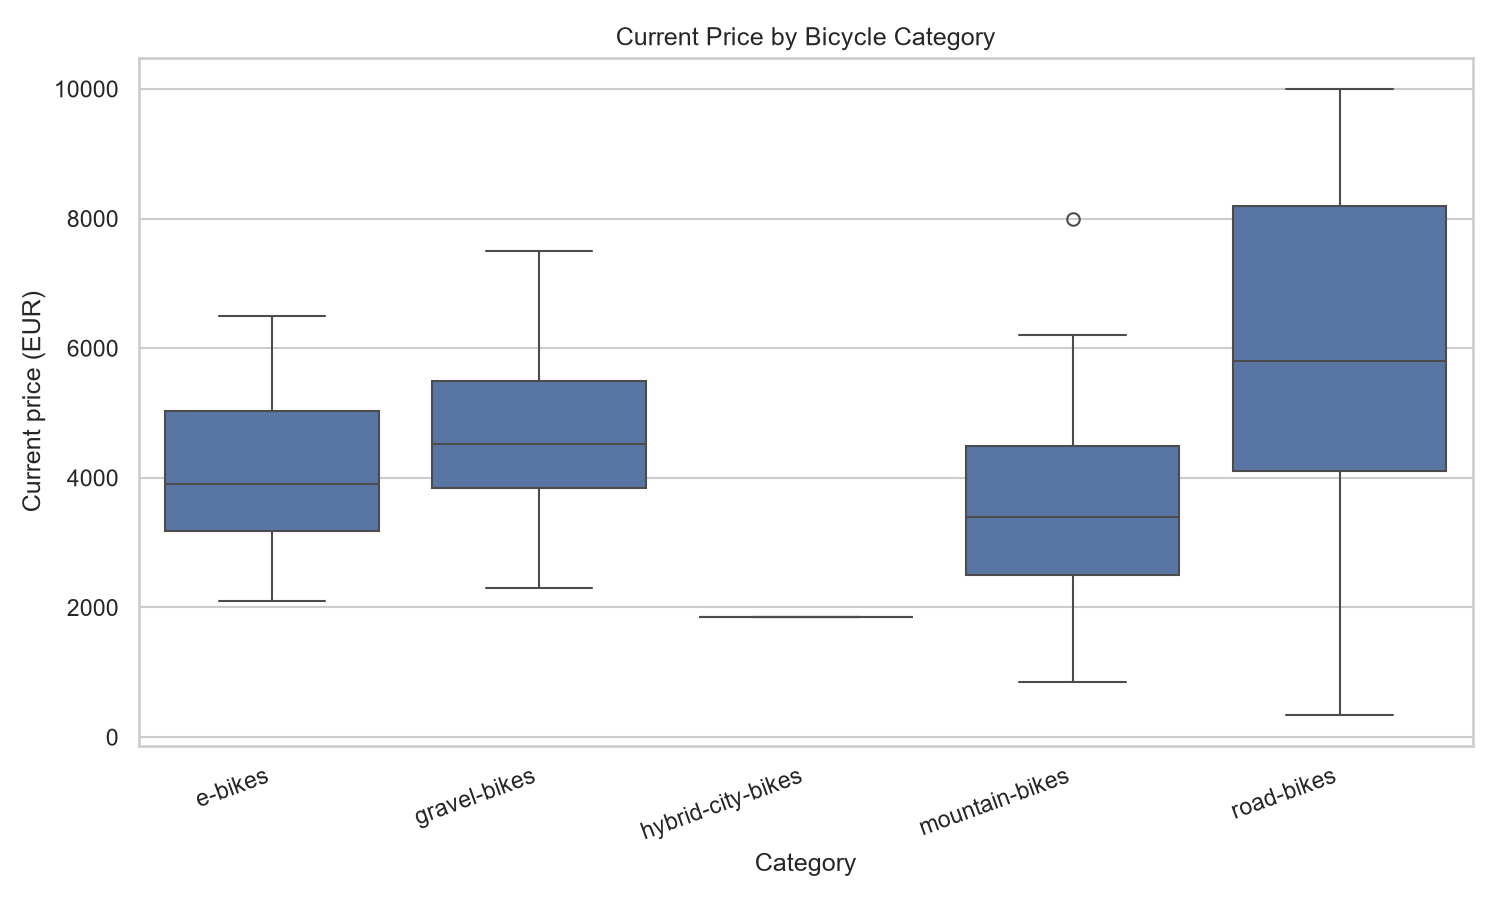 Current Price by Bicycle Category
10000
8000
6000
4000
2000
0
Current price (EUR)
e-bikes
gravel-bikes
hybrid-city-bikes
mountain-bikes
road-bikes
Category